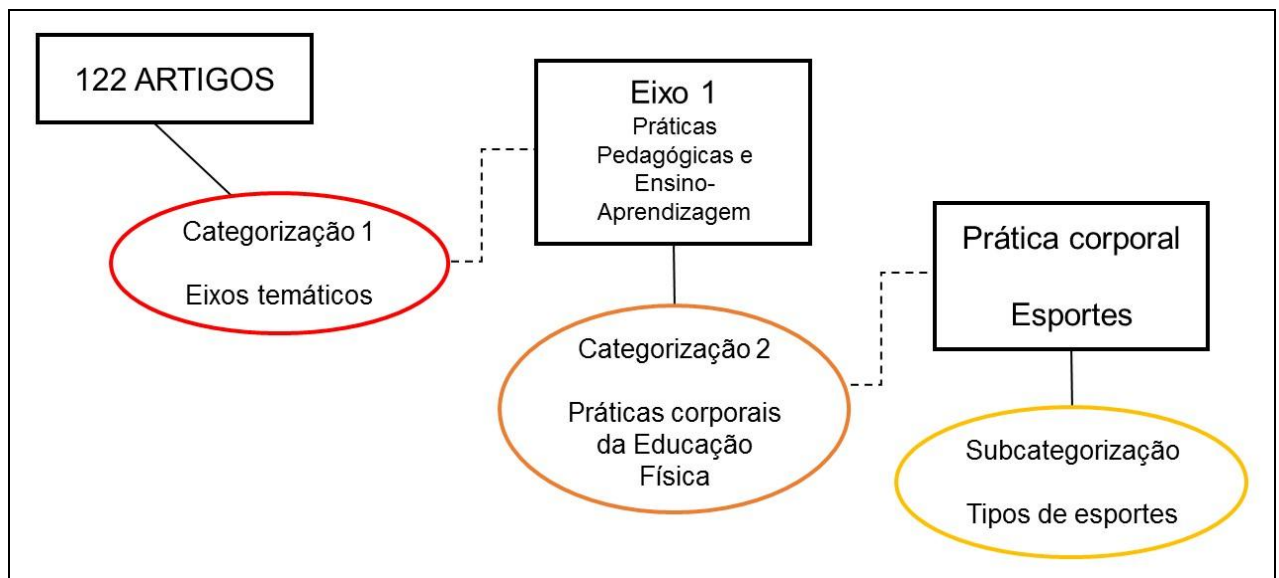 122 ARTIGOS
Categorização 1
Eixos temáticos
Eixo 1
Práticas
Pedagógicas e
Ensino-
Aprendizagem
Categorização 2
Práticas corporais
da Educação
Física
Prática corporal
Esportes
Subcategorização
Tipos de esportes